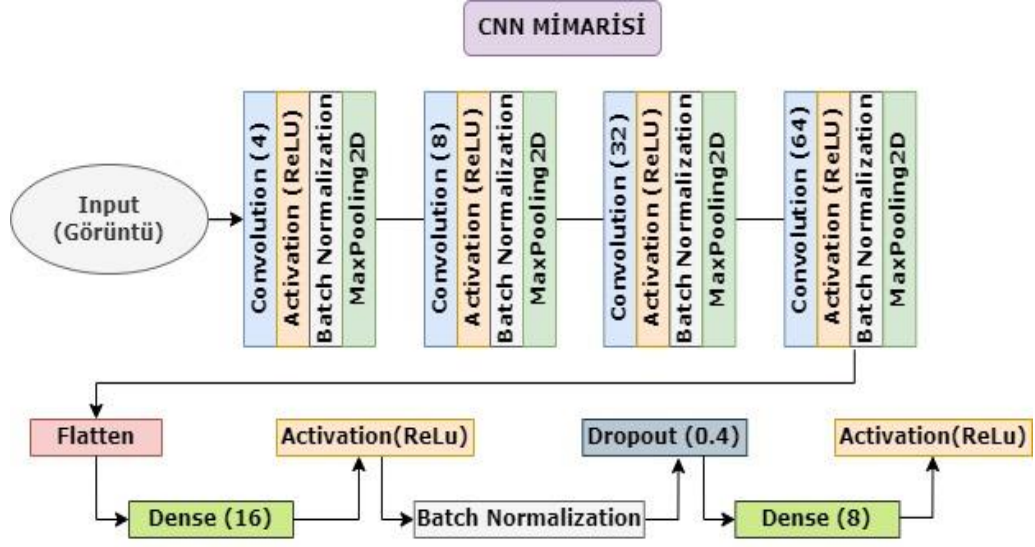 CNN MİMARİSİ
Input
(Görüntü)
Convolution (4)
Activation (ReLU)
Batch Normalization
MaxPooling2D
Convolution (8)
Activation (ReLU)
Batch Normalization
MaxPooling2D
Convolution (32)
Activation (ReLU)
Batch Normalization
MaxPooling2D
Convolution (64)
Activation (ReLU)
Batch Normalization
MaxPooling2D
Flatten
Dense (16)
Activation(ReLu)
Batch Normalization
Dropout (0.4)
Dense (8)
Activation(ReLu)